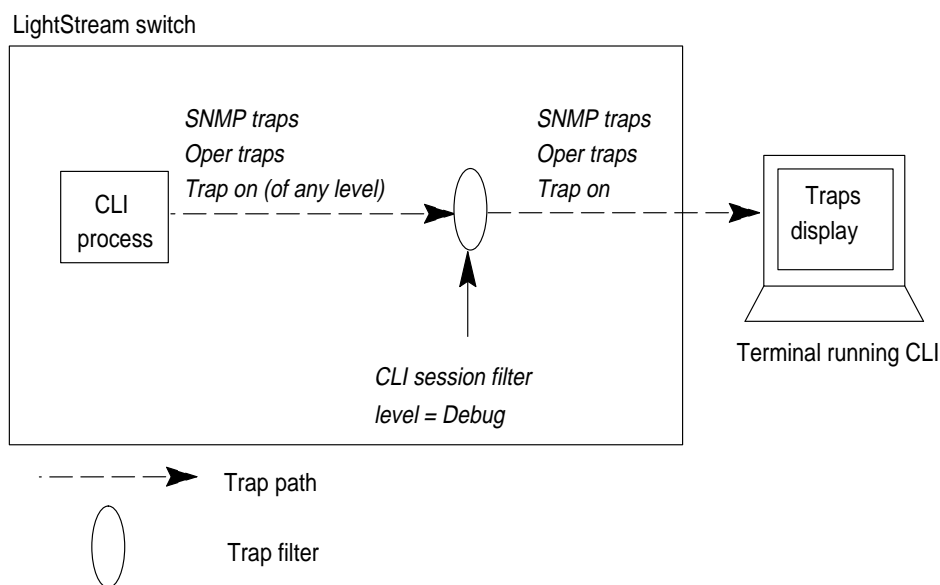 LightStream switch
SNMP traps
Oper traps
Trap on (of any level)
SNMP traps
Oper traps
Trap on
CLI
process
Traps
display
Terminal running CLI
CLI session filter
level = Debug
Trap path
Trap filter